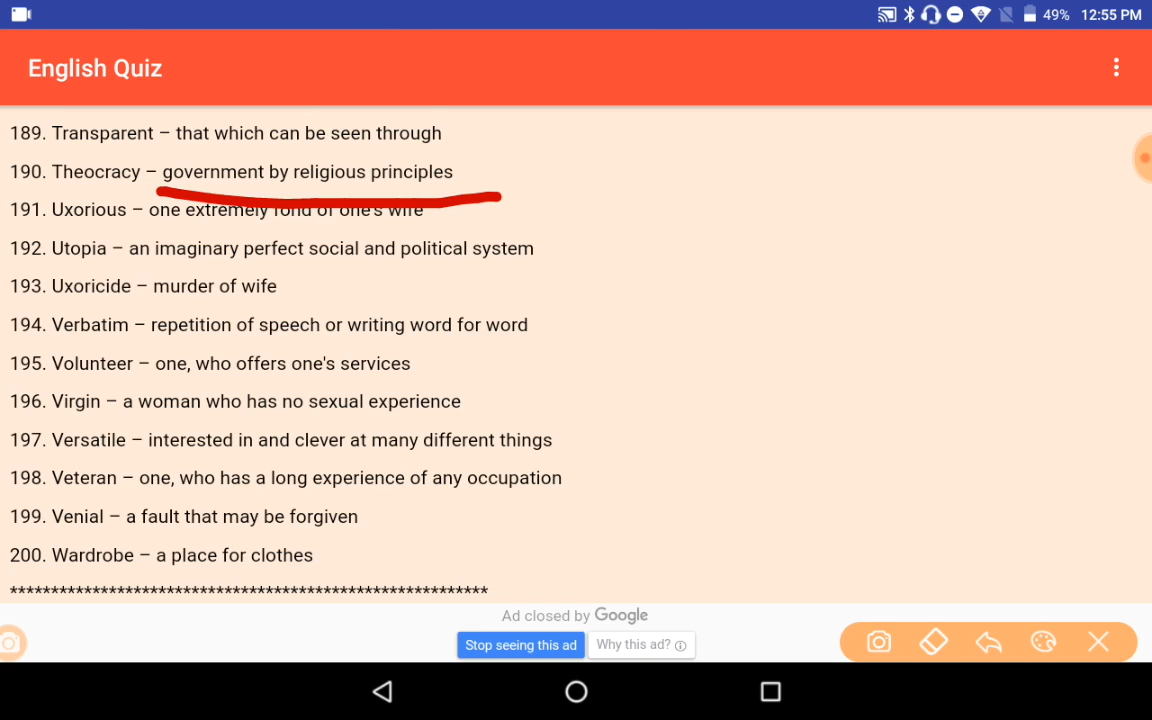 49% 12:55 PM
English Quiz
189. Transparent – that which can be seen through
190. Theocracy – government by religious principles
191. Uxorious – one extremely fond of one's wife
192. Utopia – an imaginary perfect social and political system
193. Uxoricide – murder of wife
194. Verbatim – repetition of speech or writing word for word
195. Volunteer – one, who offers one's services
196. Virgin – a woman who has no sexual experience
197. Versatile – interested in and clever at many different things
198. Veteran – one, who has a long experience of any occupation
199. Venial – a fault that may be forgiven
200. Wardrobe – a place for clothes
**********************************************************
Ad closed by Google
Stop seeing this ad Why this ad?